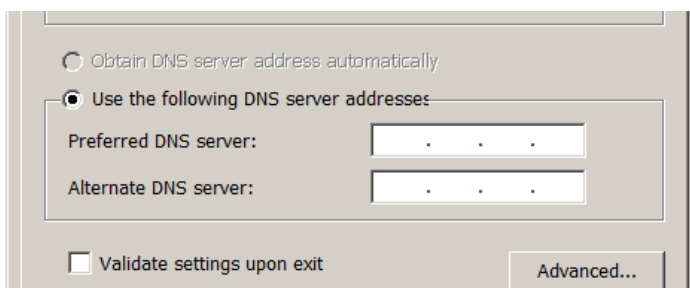 Obtain DNS server address automatically
Use the following DNS server addresses
Preferred DNS server: . . .
Alternate DNS server: . . .
Validate settings upon exit
Advanced...